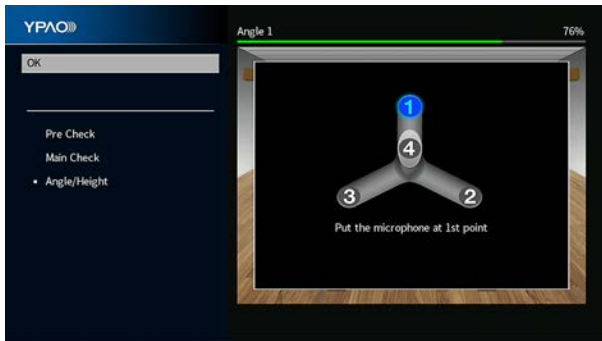 YPAO
Angle 1
76%
OK
Pre Check
Main Check
• Angle/Height
1
4
3
2
Put the microphone at 1st point